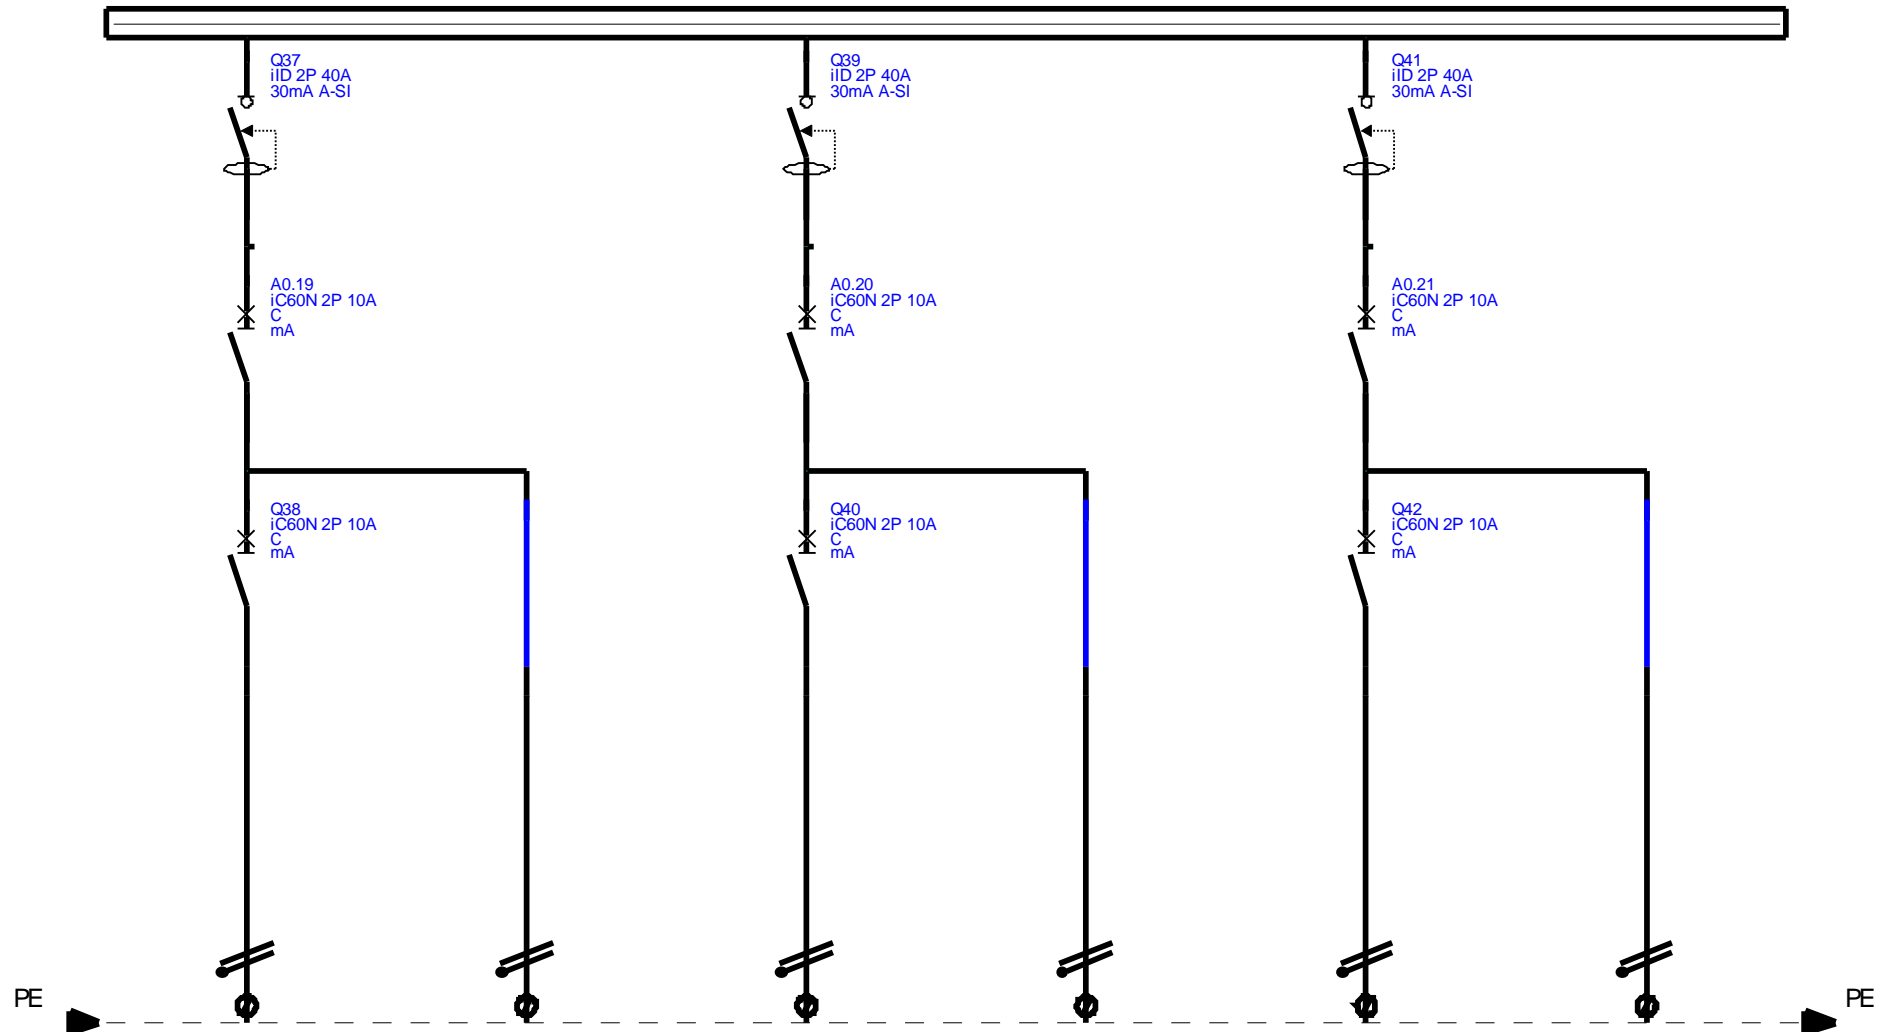 Q37
iID 2P 40A
30mA A-SI
Q39
iID 2P 40A
30mA A-SI
Q41
iID 2P 40A
30mA A-SI
A0.19
iC60N 2P 10A
C
mA
A0.20
iC60N 2P 10A
C
mA
A0.21
iC60N 2P 10A
C
mA
Q38
iC60N 2P 10A
C
mA
Q40
iC60N 2P 10A
C
mA
Q42
iC60N 2P 10A
C
mA
PE
PE